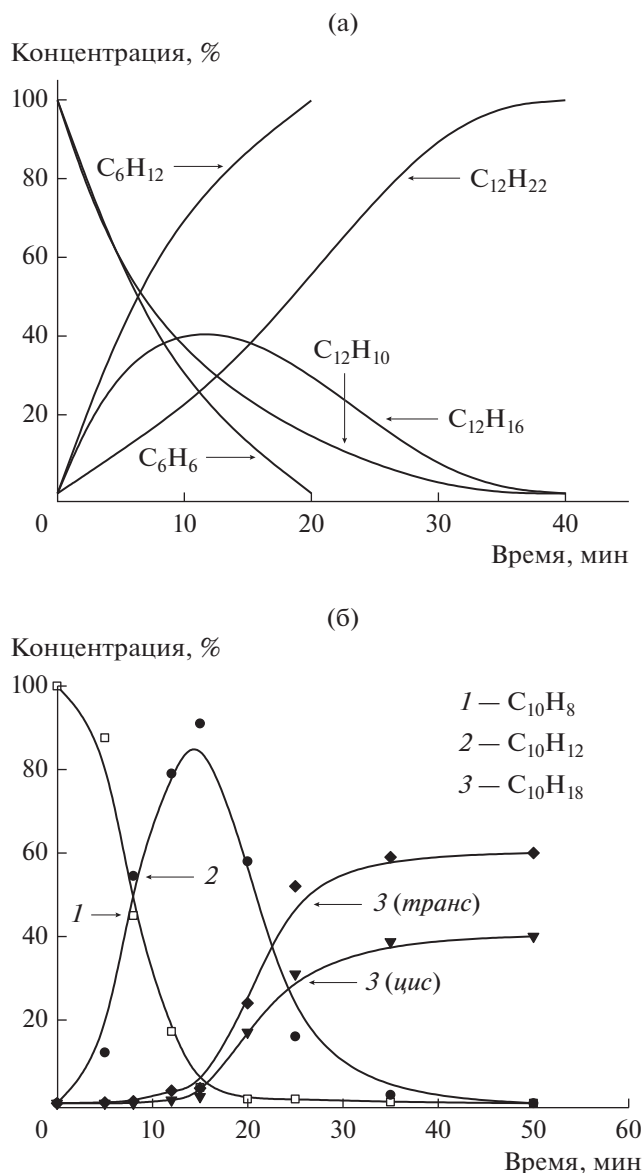 (а)
Концентрация, %
100
80
60
40
20
0
10
20
30
40
Время, мин
C₆H₁₂
C₁₂H₂₂
C₁₂H₁₀
C₁₂H₁₆
C₆H₆
(б)
Концентрация, %
100
80
60
40
20
0
10
20
30
40
50
60
Время, мин
1 — C₁₀H₈
2 — C₁₀H₁₂
3 — C₁₀H₁₈
2
1
3 (транс)
3 (цис)